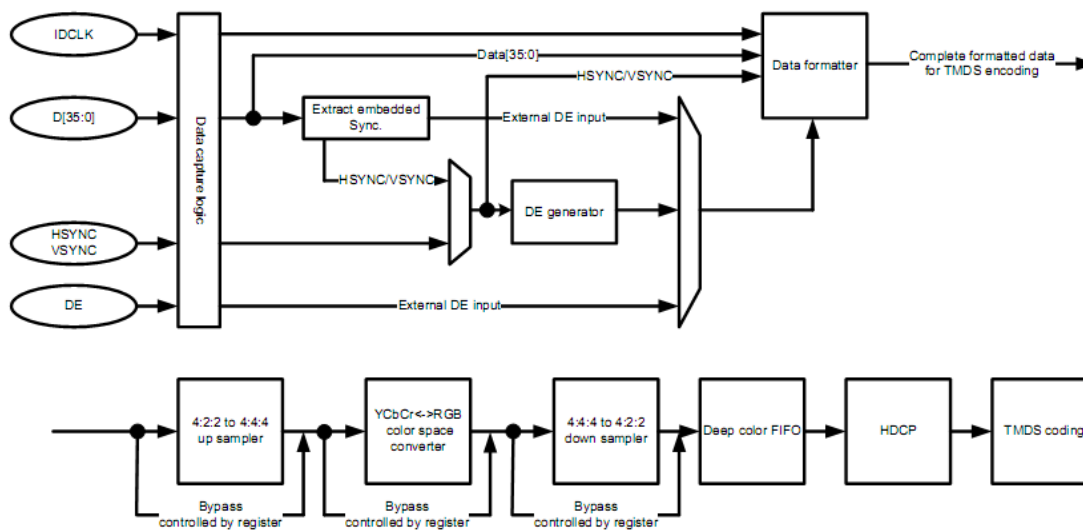 IDCLK
D[35:0]
HSYNC
VSYNC
DE
Data capture logic
Data[35:0]
HSYNC/VSYNC
Extract embedded
Sync.
External DE input
HSYNC/VSYNC
DE generator
External DE input
Data formatter
Complete formatted data
for TMDS encoding
4:2:2 to 4:4:4
up sampler
Bypass
controlled by register
YCbCr<->RGB
color space
converter
Bypass
controlled by register
4:4:4 to 4:2:2
down sampler
Bypass
controlled by register
Deep color FIFO
HDCP
TMDS coding